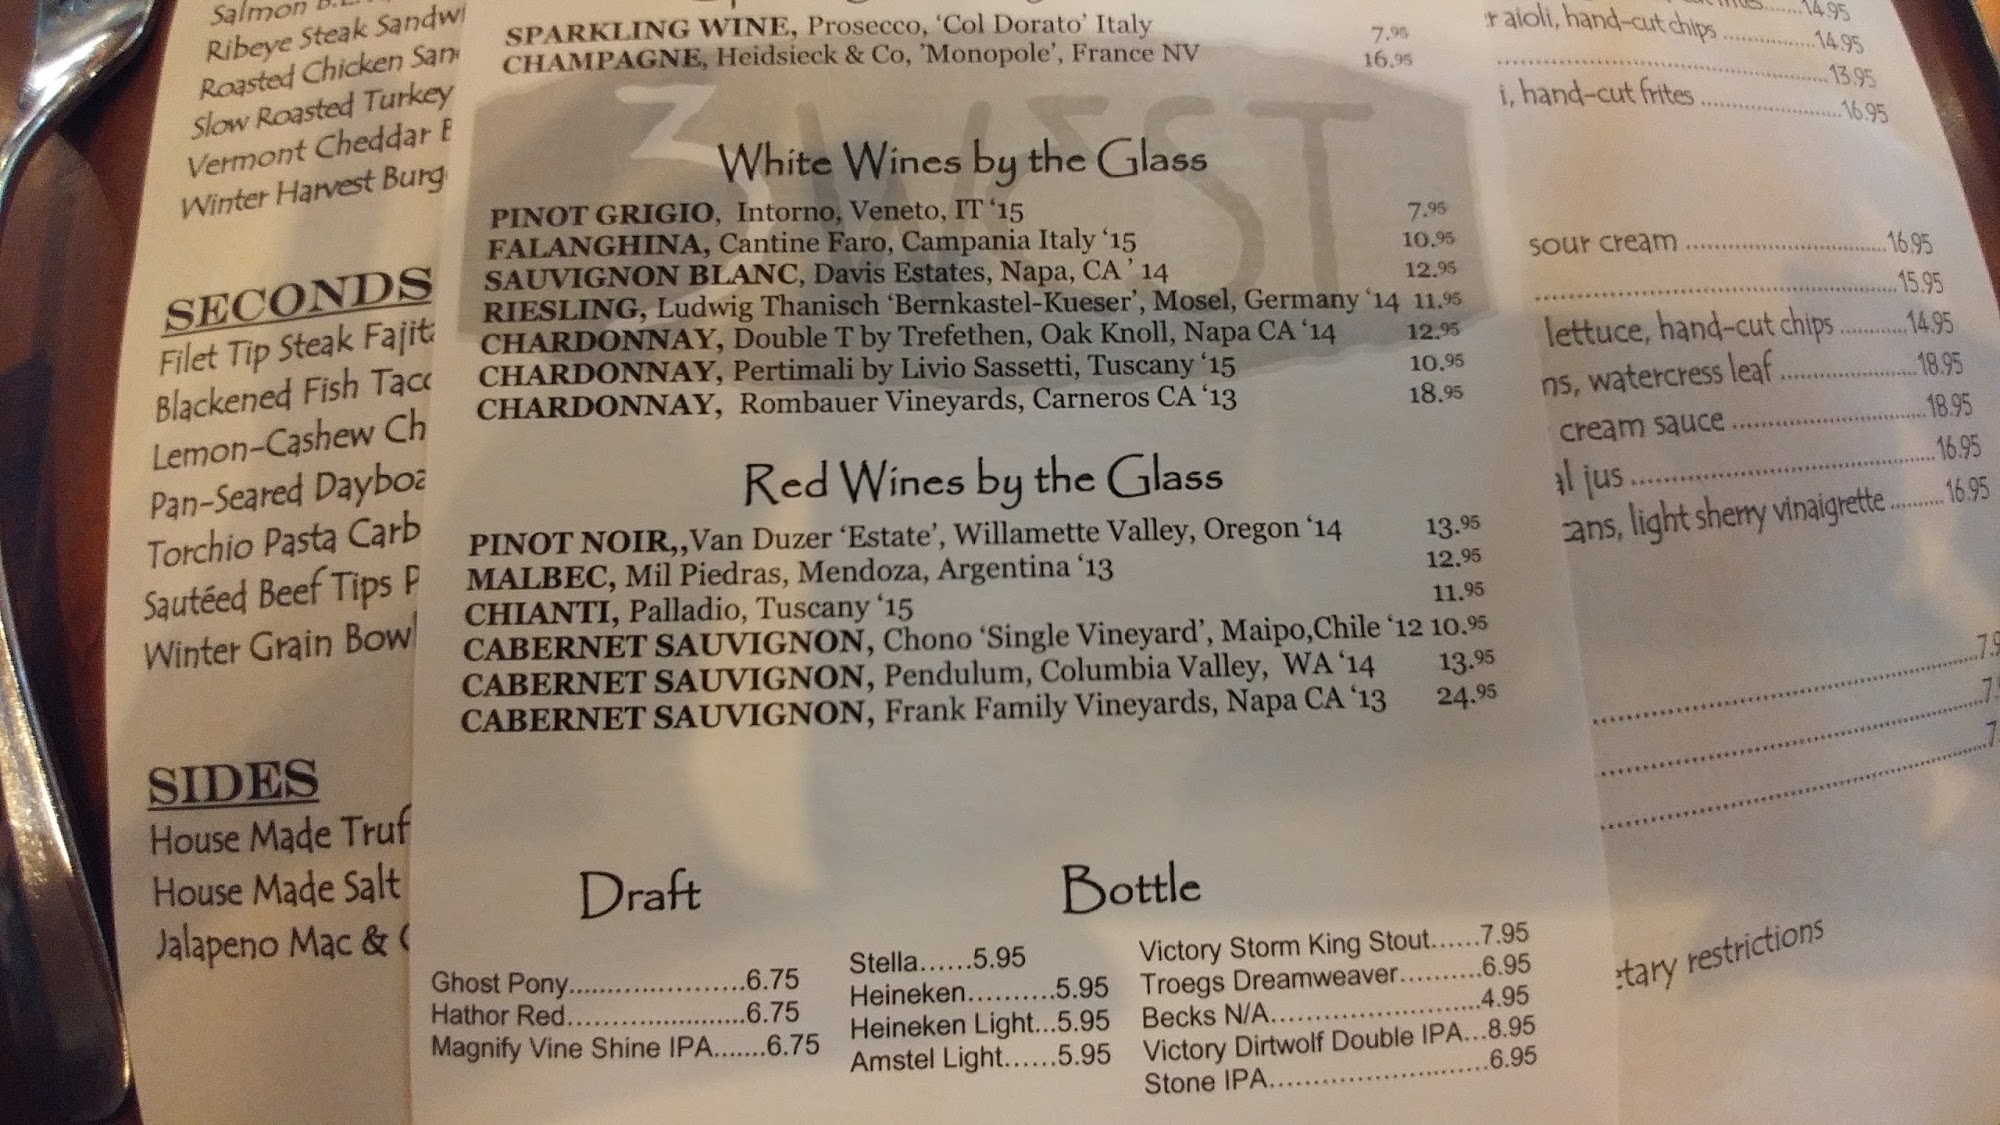 Salmon
Ribeye Steak
Roasted Chicken
Slow Roasted Turkey
Vermont Cheddar
Winter Harvest
SECONDS
Filet Tip Steak
Blackened Fish
Lemon-Cashew
Pan-Seared
Torchio Pasta
Sautéed Beef Tips
Winter Grain
SIDES
House Made
House Made Salt
Jalapeno Mac &
SPARKLING WINE, Prosecco, 'Col Dorato' Italy 7.95
CHAMPAGNE, Heidsieck & Co, 'Monopole', France NV 16.95
3 WEST
White Wines by the Glass
PINOT GRIGIO, Intorno, Veneto, IT '15 7.95
FALANGHINA, Cantine Faro, Campania Italy '15 10.95
SAUVIGNON BLANC, Davis Estates, Napa, CA ' 14 12.95
RIESLING, Ludwig Thanisch 'Bernkastel-Kueser', Mosel, Germany '14 11.95
CHARDONNAY, Double T by Trefethen, Oak Knoll, Napa CA '14 12.95
CHARDONNAY, Pertimali by Livio Sassetti, Tuscany '15 10.95
CHARDONNAY, Rombauer Vineyards, Carneros CA '13 18.95
Red Wines by the Glass
PINOT NOIR,,Van Duzer 'Estate', Willamette Valley, Oregon '14 13.95
MALBEC, Mil Piedras, Mendoza, Argentina '13 12.95
CHIANTI, Palladio, Tuscany '15 11.95
CABERNET SAUVIGNON, Chono 'Single Vineyard', Maipo,Chile '12 10.95
CABERNET SAUVIGNON, Pendulum, Columbia Valley, WA '14 13.95
CABERNET SAUVIGNON, Frank Family Vineyards, Napa CA '13 24.95
Draft
Ghost Pony......................6.75
Hathor Red......................6.75
Magnify Vine Shine IPA.......6.75
Bottle
Stella......5.95
Heineken..........5.95
Heineken Light...5.95
Amstel Light......5.95
Victory Storm King Stout......7.95
Troegs Dreamweaver..........6.95
Becks N/A..........................4.95
Victory Dirtwolf Double IPA...8.95
Stone IPA...........................6.95
14.95
aioli, hand-cut chips ...............14.95
13.95
hand-cut frites .......................16.95
sour cream ...............................16.95
15.95
lettuce, hand-cut chips ...........14.95
watercress leaf ......................18.95
cream sauce ..............................18.95
jus ..............................................16.95
light sherry vinaigrette ..........16.95
restrictions